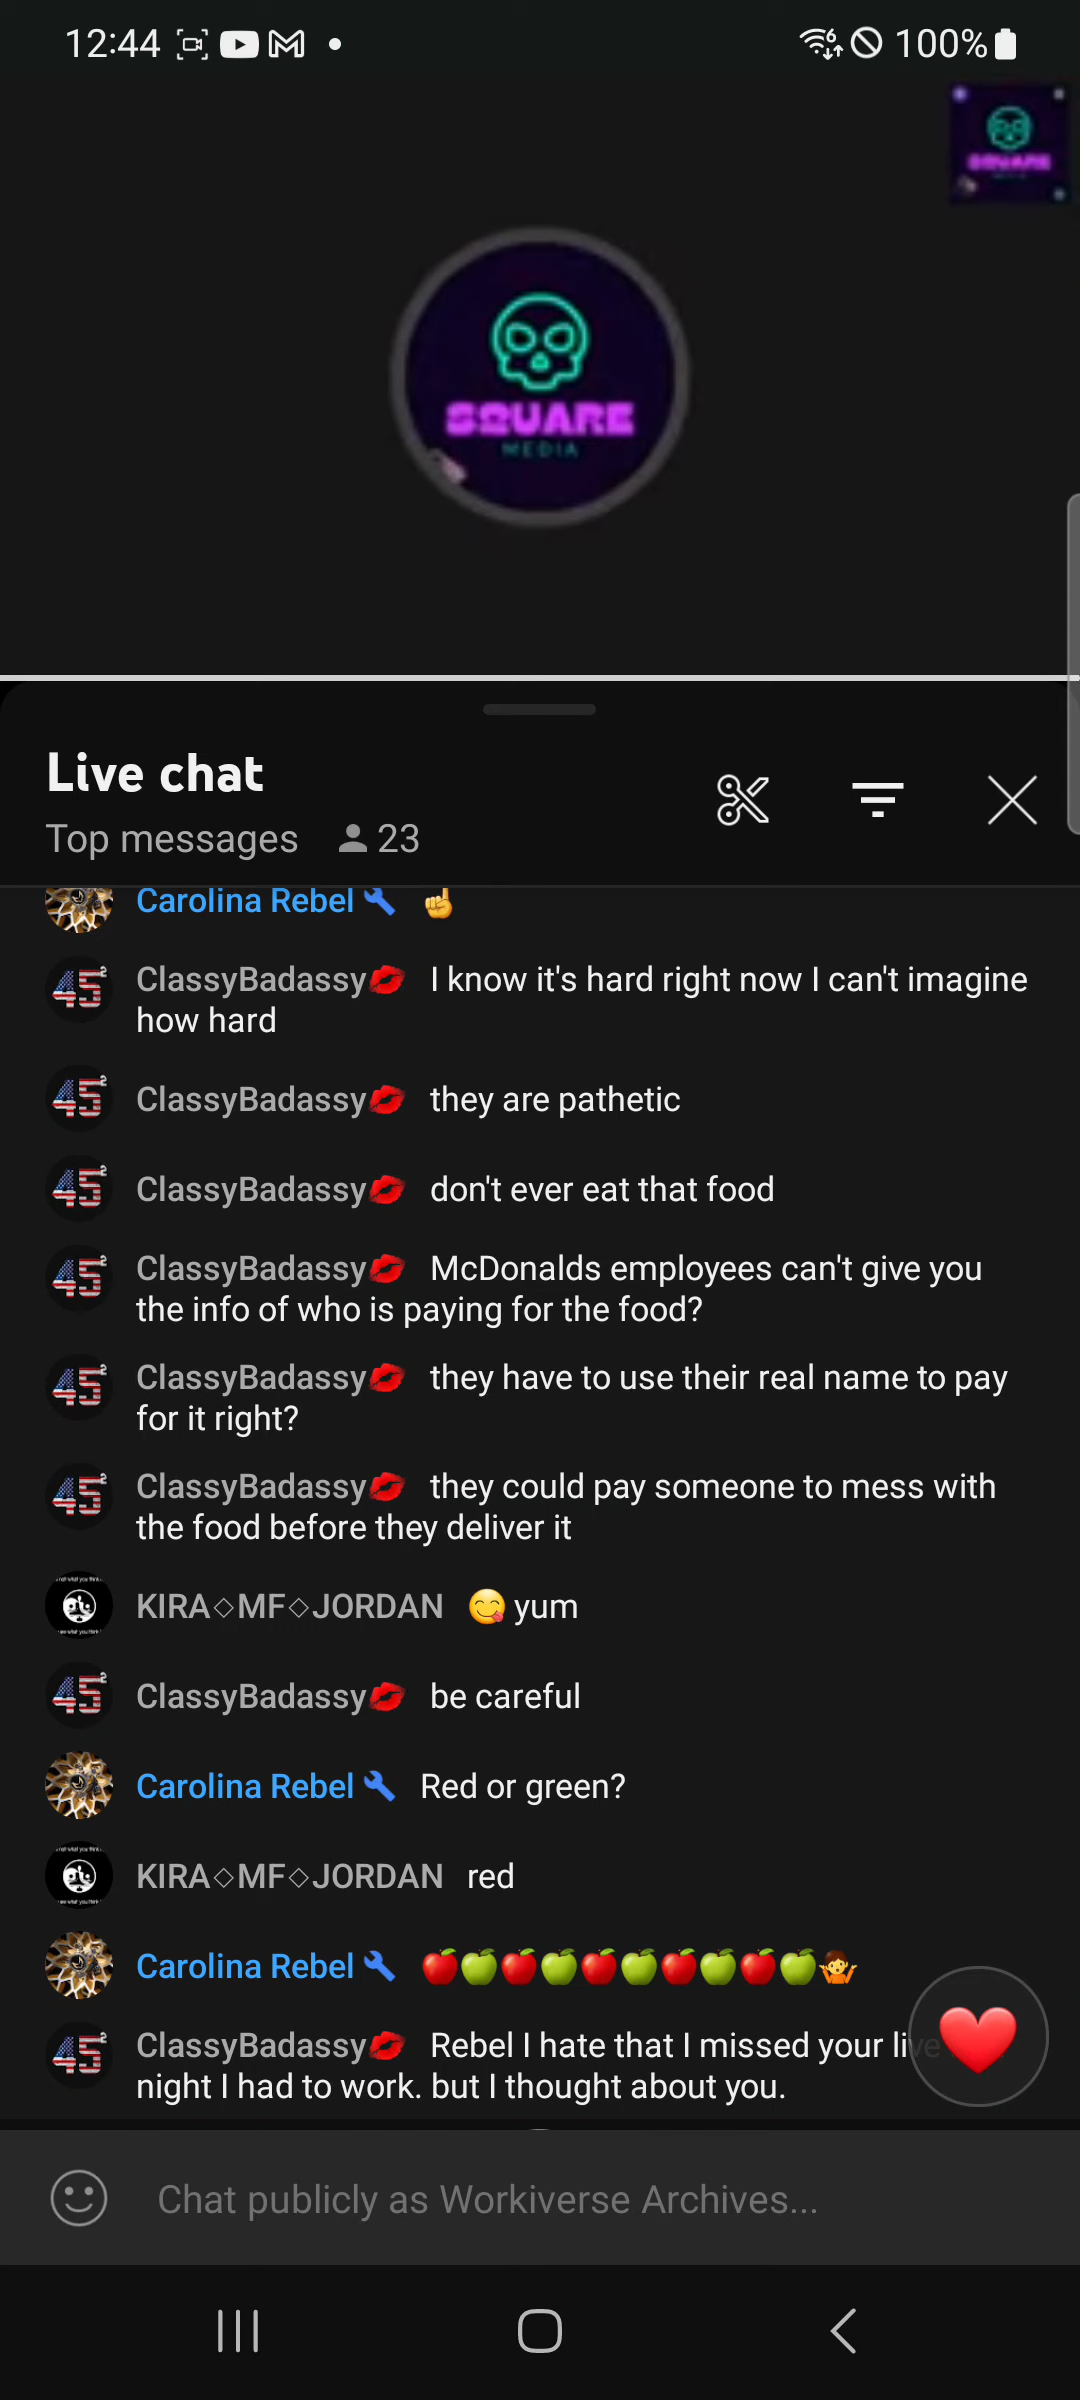 12:44
100%
SQUARE
SQUARE
MEDIA
Live chat
Top messages 23
Carolina Rebel 🔧 ☝️
ClassyBadassy💋 I know it's hard right now I can't imagine
how hard
ClassyBadassy💋 they are pathetic
ClassyBadassy💋 don't ever eat that food
ClassyBadassy💋 McDonalds employees can't give you
the info of who is paying for the food?
ClassyBadassy💋 they have to use their real name to pay
for it right?
ClassyBadassy💋 they could pay someone to mess with
the food before they deliver it
KIRA◇MF◇JORDAN 😋 yum
ClassyBadassy💋 be careful
Carolina Rebel 🔧 Red or green?
KIRA◇MF◇JORDAN red
Carolina Rebel 🔧 🍎🍏🍎🍏🍎🍏🍎🍏🍎🍏🤷
ClassyBadassy💋 Rebel I hate that I missed your live
night I had to work. but I thought about you.
Chat publicly as Workiverse Archives...